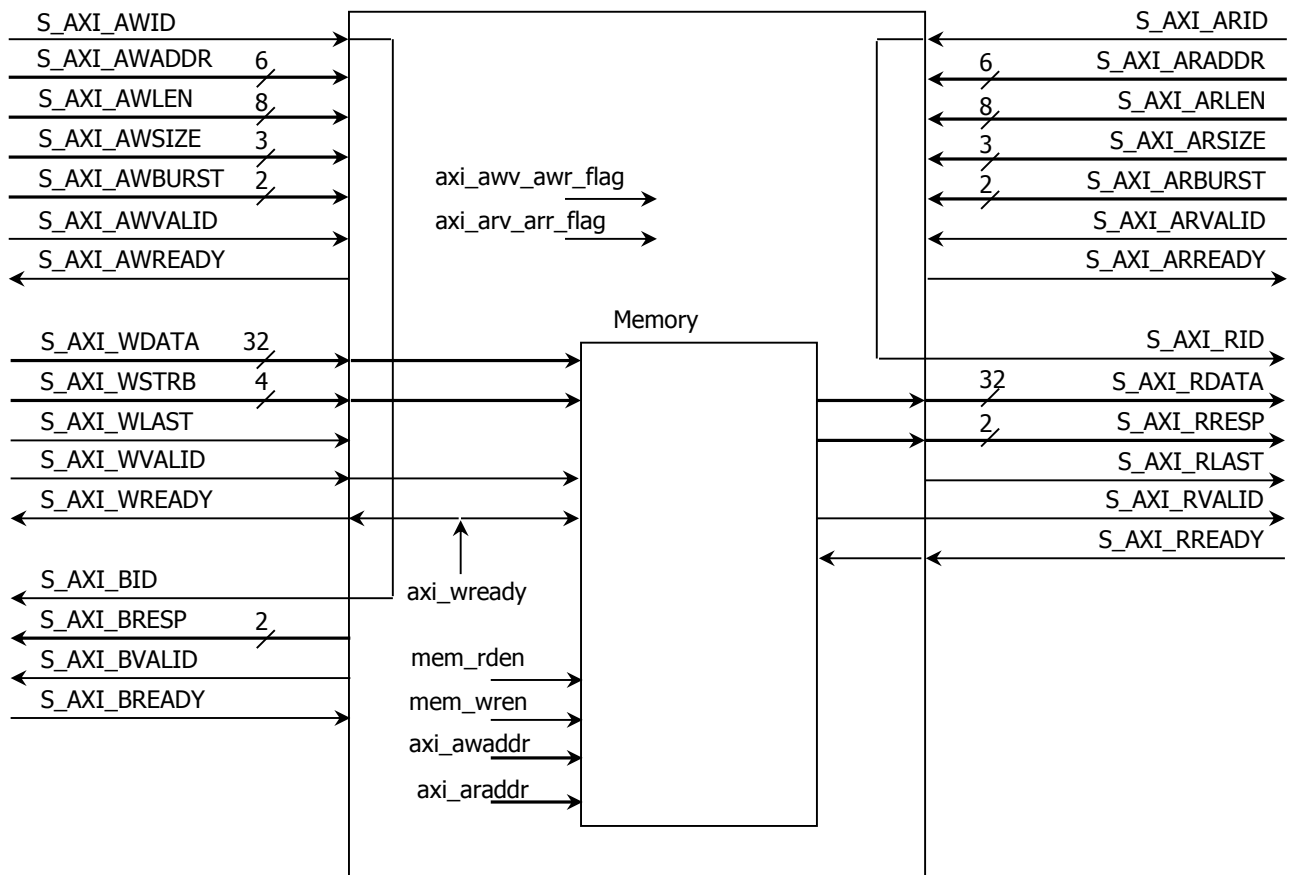 S_AXI_AWID
S_AXI_AWADDR 6
S_AXI_AWLEN 8
S_AXI_AWSIZE 3
S_AXI_AWBURST 2
S_AXI_AWVALID
S_AXI_AWREADY
S_AXI_WDATA 32
S_AXI_WSTRB 4
S_AXI_WLAST
S_AXI_WVALID
S_AXI_WREADY
S_AXI_BID
S_AXI_BRESP 2
S_AXI_BVALID
S_AXI_BREADY
axi_awv_awr_flag
axi_arv_arr_flag
Memory
axi_wready
mem_rden
mem_wren
axi_awaddr
axi_araddr
S_AXI_ARID
6 S_AXI_ARADDR
8 S_AXI_ARLEN
3 S_AXI_ARSIZE
2 S_AXI_ARBURST
S_AXI_ARVALID
S_AXI_ARREADY
S_AXI_RID
32 S_AXI_RDATA
2 S_AXI_RRESP
S_AXI_RLAST
S_AXI_RVALID
S_AXI_RREADY